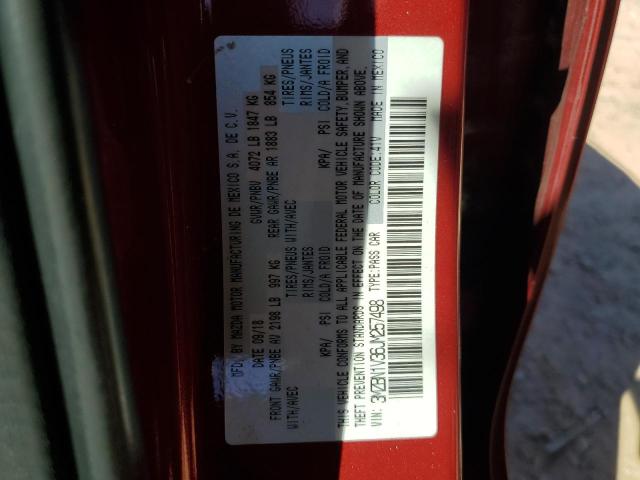 MFD. BY MAZDA MOTOR MANUFACTURING DE MEXICO S.A. DE C.V.
DATE 09/18 GVWR/PNBV 4072 LB 1847 KG
FRONT GAWR/PNBE AV 2198 LB 997 KG REAR GAWR/PNBE AR 1883 LB 854 KG
WITH/AVEC TIRES/PNEUS WITH/AVEC TIRES/PNEUS
RIMS/JANTES RIMS/JANTES
KPA/ PSI COLD/A FROID KPA/ PSI COLD/A FROID
THIS VEHICLE CONFORMS TO ALL APPLICABLE FEDERAL MOTOR VEHICLE SAFETY, BUMPER, AND
THEFT PREVENTION STANDARDS IN EFFECT ON THE DATE OF MANUFACTURE SHOWN ABOVE.
VIN: 3MZBN1V36JM267498 TYPE:PASS CAR COLOR CODE:41V MADE IN MEXICO